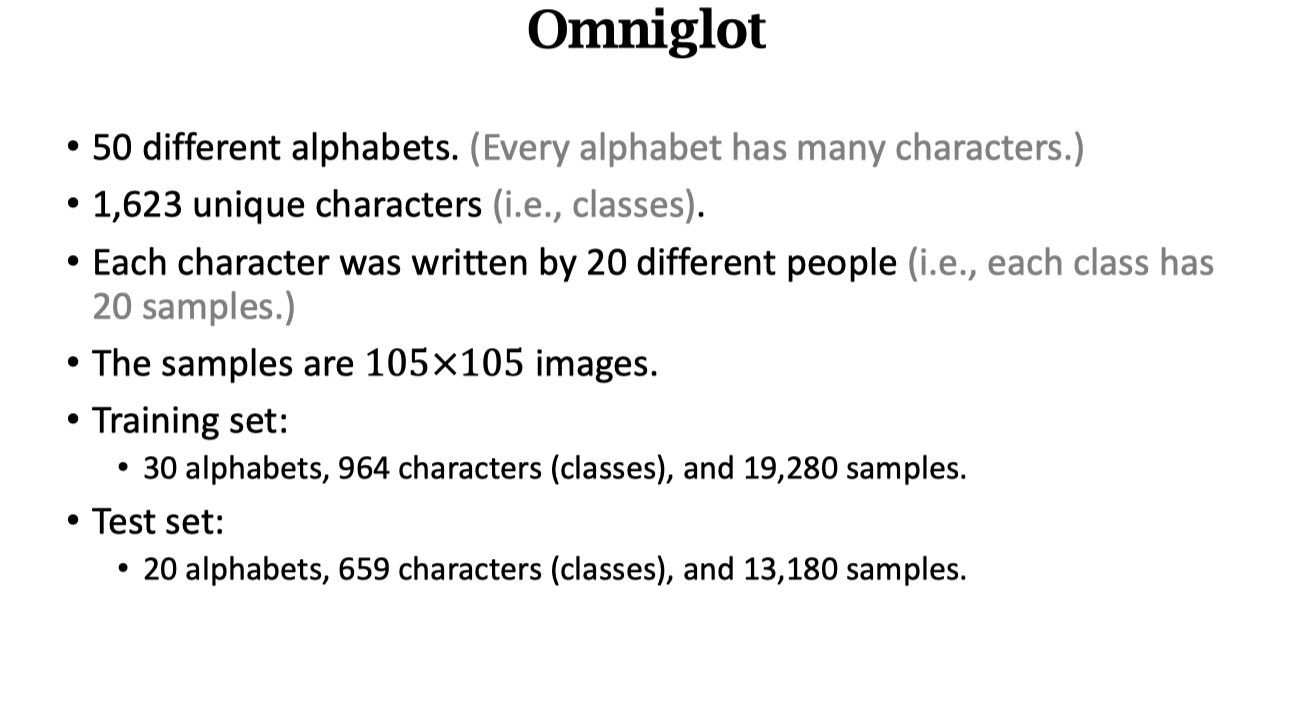 Omniglot
• 50 different alphabets. (Every alphabet has many characters.)
• 1,623 unique characters (i.e., classes).
• Each character was written by 20 different people (i.e., each class has
20 samples.)
• The samples are 105×105 images.
• Training set:
• 30 alphabets, 964 characters (classes), and 19,280 samples.
• Test set:
• 20 alphabets, 659 characters (classes), and 13,180 samples.